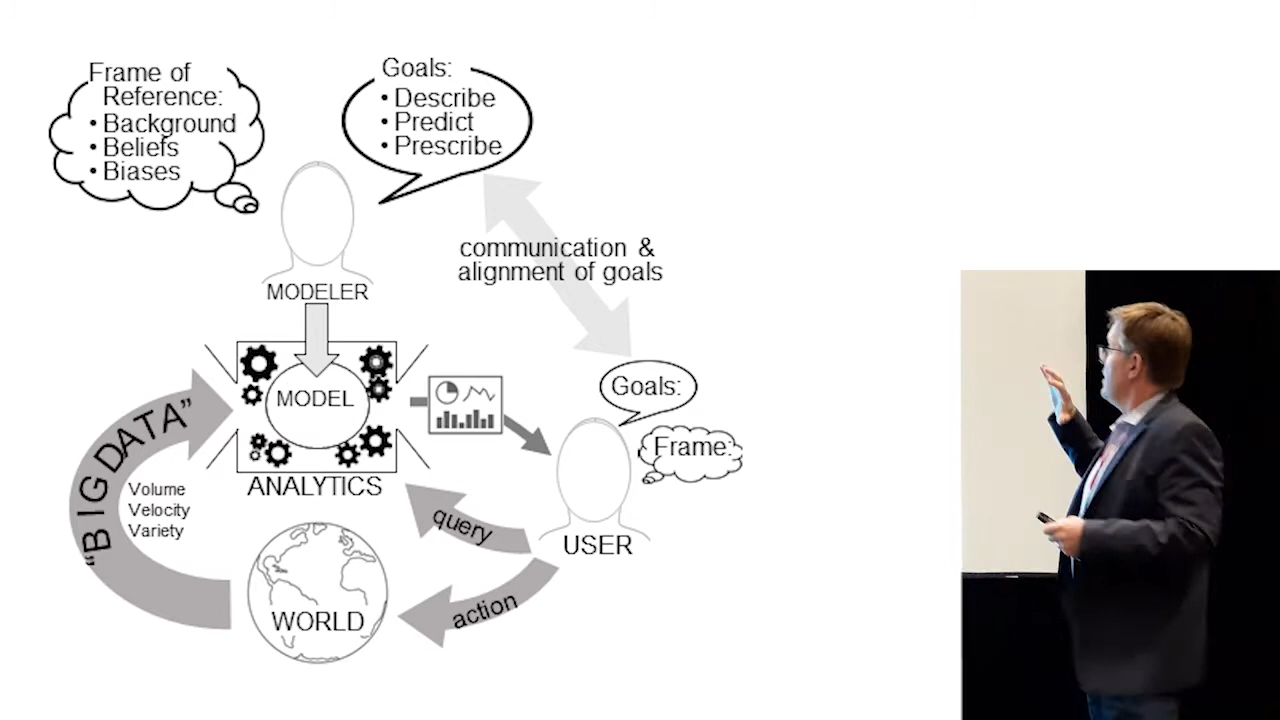 Frame of
Reference:
• Background
• Beliefs
• Biases
Goals:
• Describe
• Predict
• Prescribe
communication &
alignment of goals
MODELER
MODEL
ANALYTICS
"BIG DATA"
Volume
Velocity
Variety
Goals:
Frame:
USER
query
action
WORLD